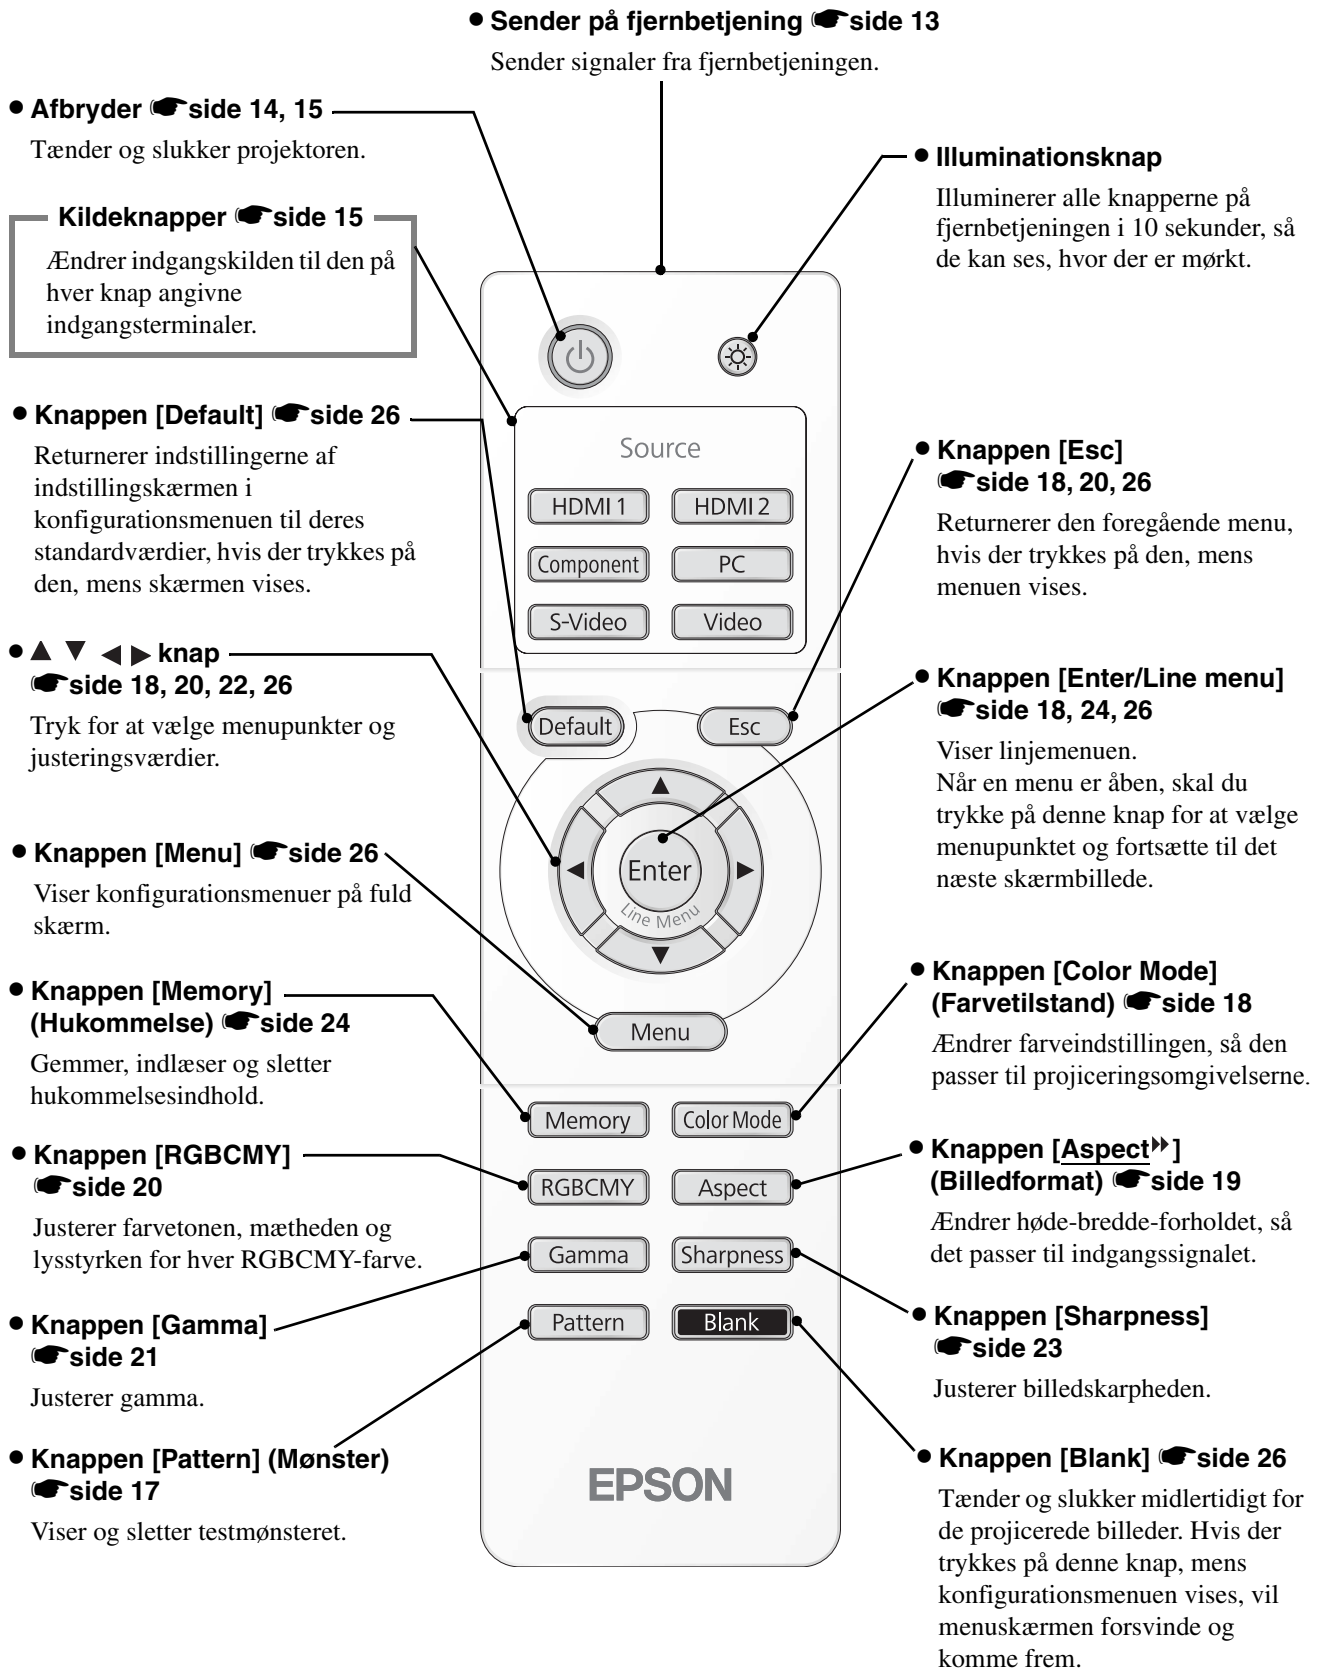 ● Sender på fjernbetjening ☛side 13
Sender signaler fra fjernbetjeningen.
● Afbryder ☛side 14, 15
Tænder og slukker projektoren.
Kildeknapper ☛side 15
Ændrer indgangskilden til den på
hver knap angivne
indgangsterminaler.
● Knappen [Default] ☛side 26
Returnerer indstillingerne af
indstillingskærmen i
konfigurationsmenuen til deres
standardværdier, hvis der trykkes på
den, mens skærmen vises.
● ▲ ▼ ◀ ▶ knap
☛side 18, 20, 22, 26
Tryk for at vælge menupunkter og
justeringsværdier.
● Knappen [Menu] ☛side 26
Viser konfigurationsmenuer på fuld
skærm.
● Knappen [Memory]
(Hukommelse) ☛side 24
Gemmer, indlæser og sletter
hukommelsesindhold.
● Knappen [RGBCMY]
☛side 20
Justerer farvetonen, mætheden og
lysstyrken for hver RGBCMY-farve.
● Knappen [Gamma]
☛side 21
Justerer gamma.
● Knappen [Pattern] (Mønster)
☛side 17
Viser og sletter testmønsteret.
Source
HDMI 1 HDMI 2
Component PC
S-Video Video
Default Esc
▲
◀ Enter ▶
Line Menu
▼
Menu
Memory Color Mode
RGBCMY Aspect
Gamma Sharpness
Pattern Blank
EPSON
● Illuminationsknap
Illuminerer alle knapperne på
fjernbetjeningen i 10 sekunder, så
de kan ses, hvor der er mørkt.
● Knappen [Esc]
☛side 18, 20, 26
Returnerer den foregående menu,
hvis der trykkes på den, mens
menuen vises.
● Knappen [Enter/Line menu]
☛side 18, 24, 26
Viser linjemenuen.
Når en menu er åben, skal du
trykke på denne knap for at vælge
menupunktet og fortsætte til det
næste skærmbillede.
● Knappen [Color Mode]
(Farvetilstand) ☛side 18
Ændrer farveindstillingen, så den
passer til projiceringsomgivelserne.
● Knappen [Aspect]
(Billedformat) ☛side 19
Ændrer høde-bredde-forholdet, så
det passer til indgangssignalet.
● Knappen [Sharpness]
☛side 23
Justerer billedskarpheden.
● Knappen [Blank] ☛side 26
Tænder og slukker midlertidigt for
de projicerede billeder. Hvis der
trykkes på denne knap, mens
konfigurationsmenuen vises, vil
menuskærmen forsvinde og
komme frem.